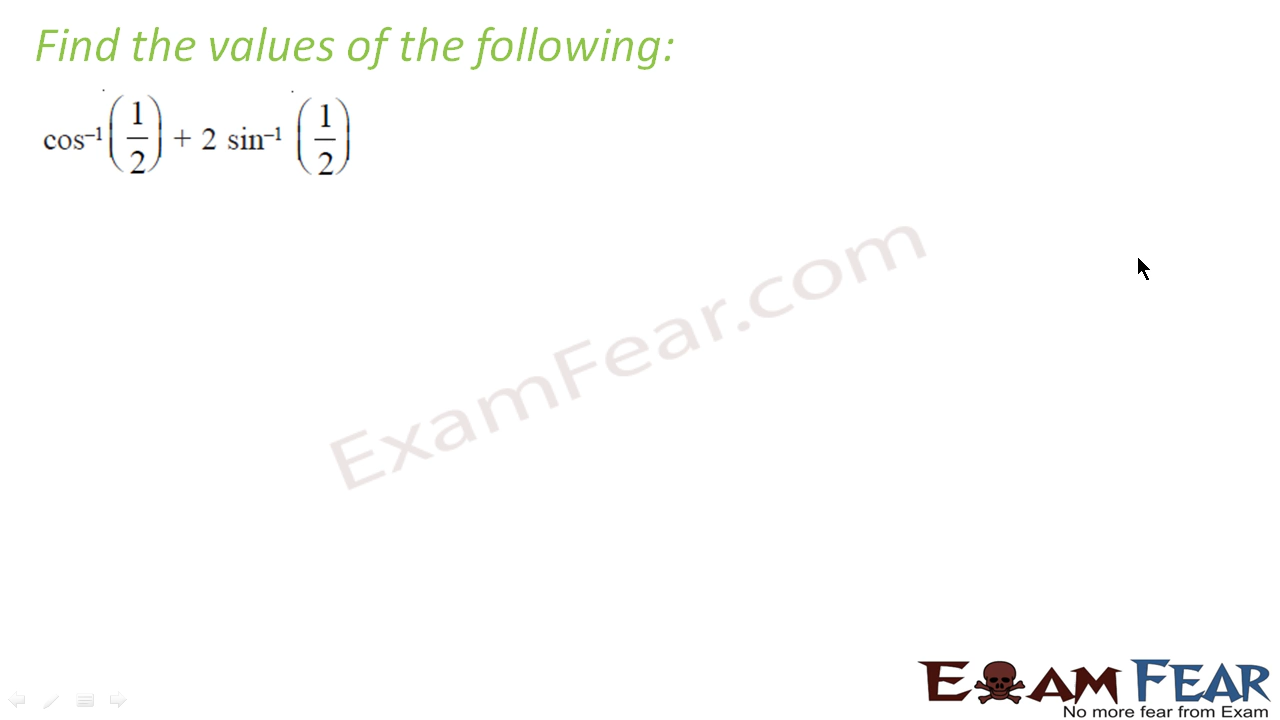 Find the values of the following:
cos⁻¹(1/2) + 2 sin⁻¹(1/2)
ExamFear.com
EXAM FEAR
No more fear from Exam